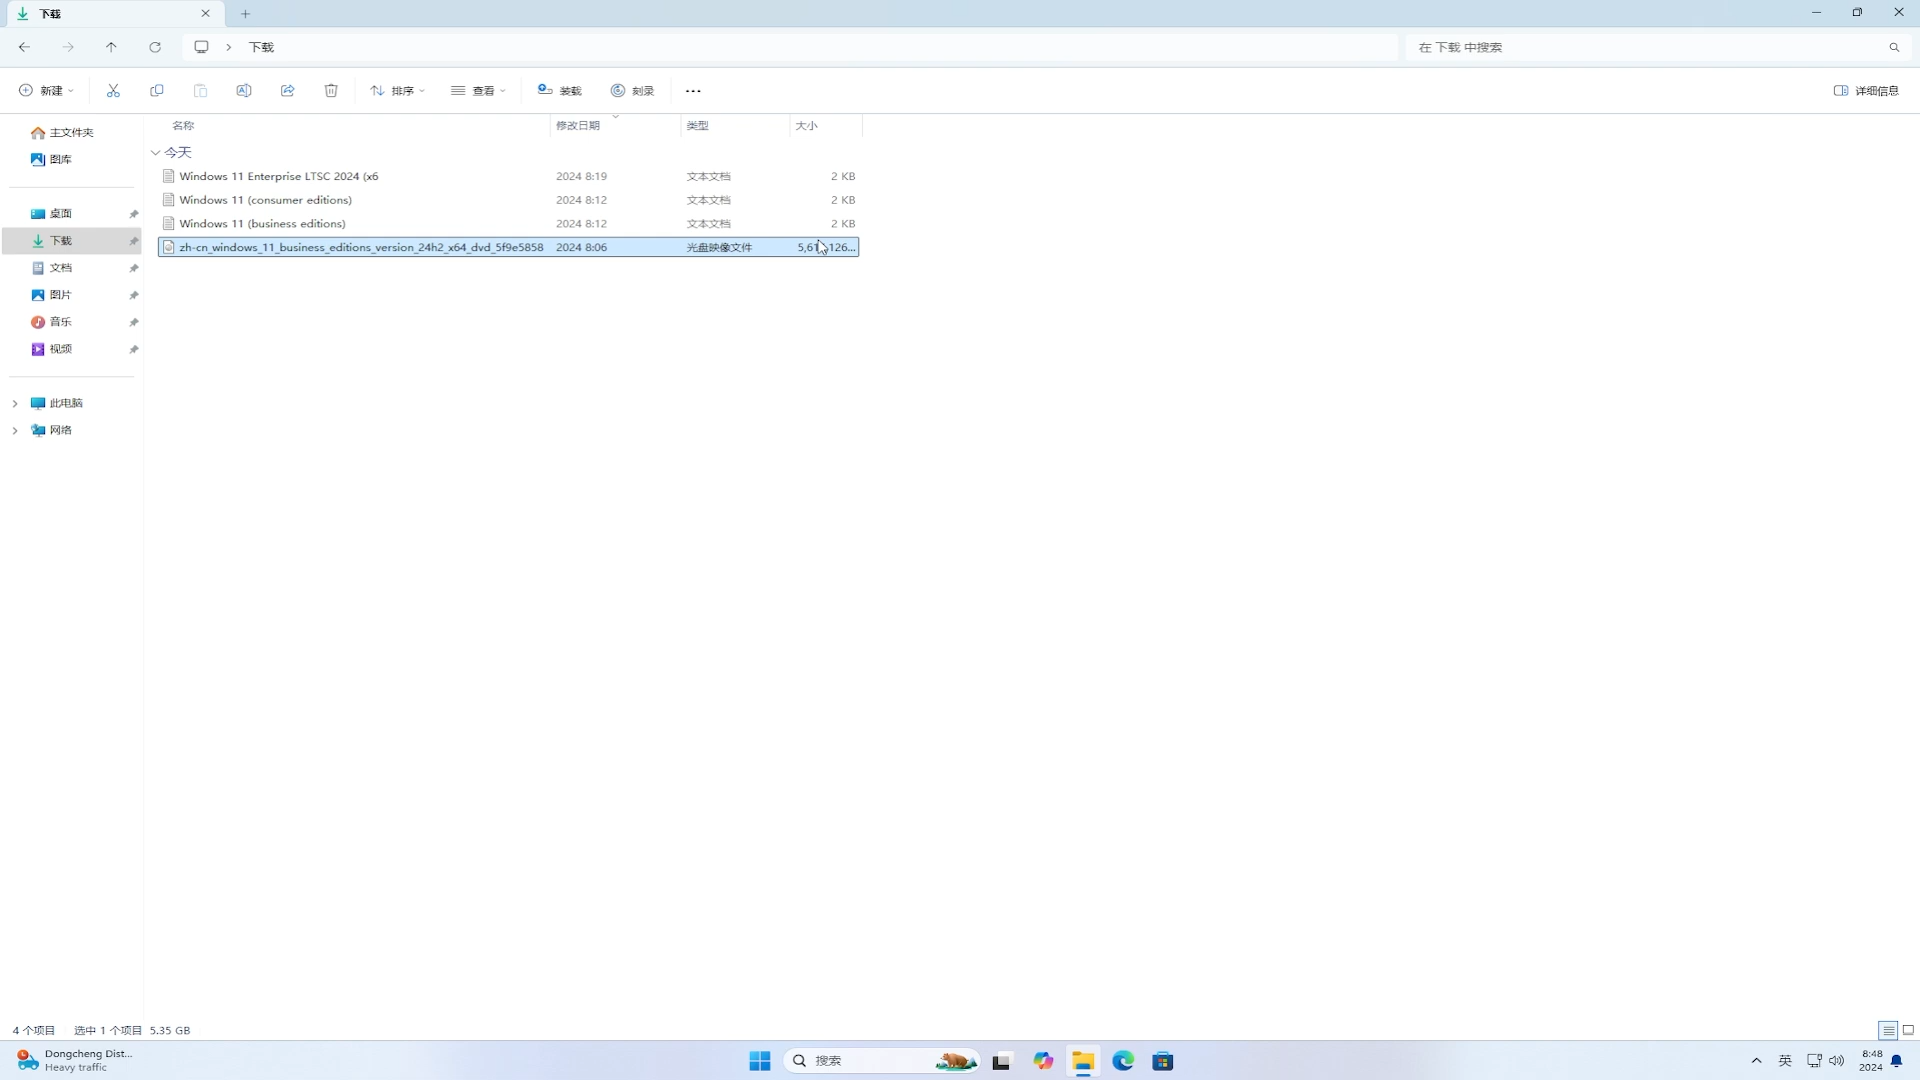 下载
下载
在 下载 中搜索
新建
排序
查看
装载
刻录
详细信息
名称 修改日期 类型 大小
主文件夹
今天
图库
Windows 11 Enterprise LTSC 2024 (x6 2024 8:19 文本文档 2 KB
Windows 11 (consumer editions) 2024 8:12 文本文档 2 KB
桌面
Windows 11 (business editions) 2024 8:12 文本文档 2 KB
下载
zh-cn_windows_11_business_editions_version_24h2_x64_dvd_5f9e5858 2024 8:06 光盘映像文件
文档
图片
音乐
视频
此电脑
网络
4 个项目 选中 1 个项目 5.35 GB
Dongcheng Dist...
Heavy traffic
搜索
英
8:48
2024